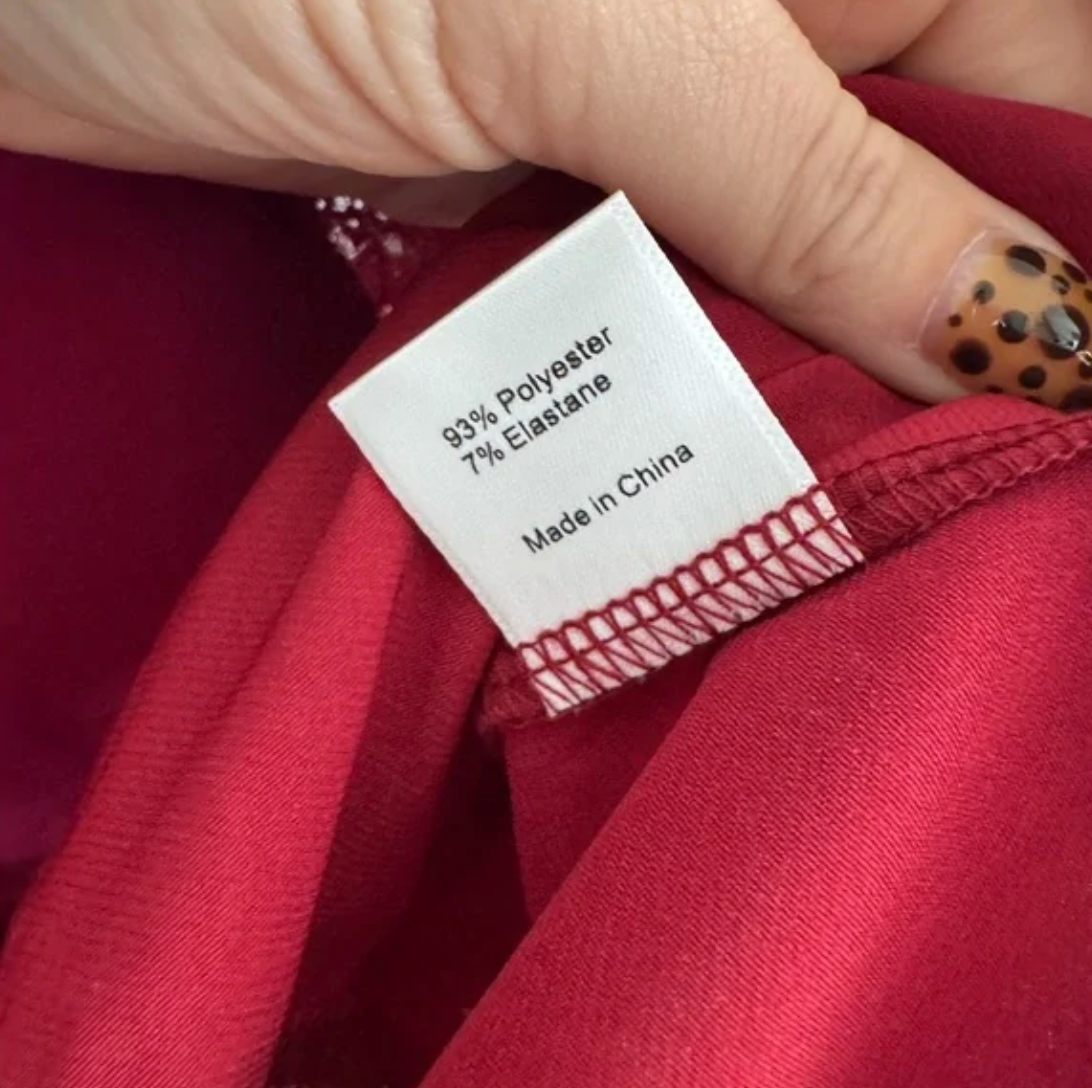 93% Polyester
7% Elastane
Made in China